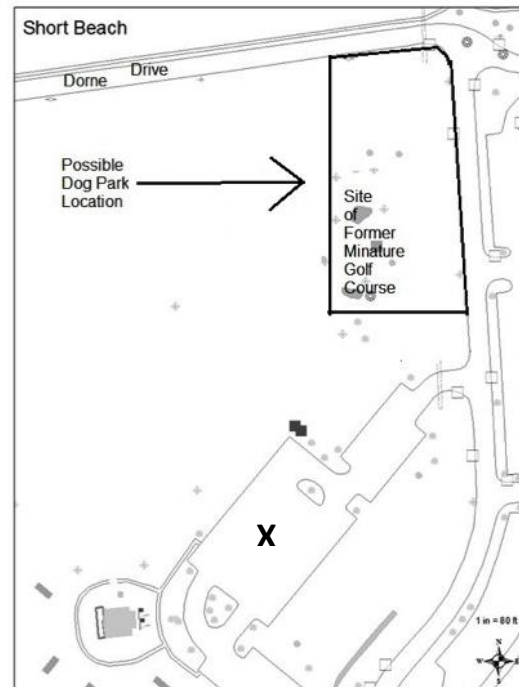 Short Beach
Dorne Drive
Possible
Dog Park
Location
Site
of
Former
Minature
Golf
Course
X
1 in = 80 ft
N
W E
S